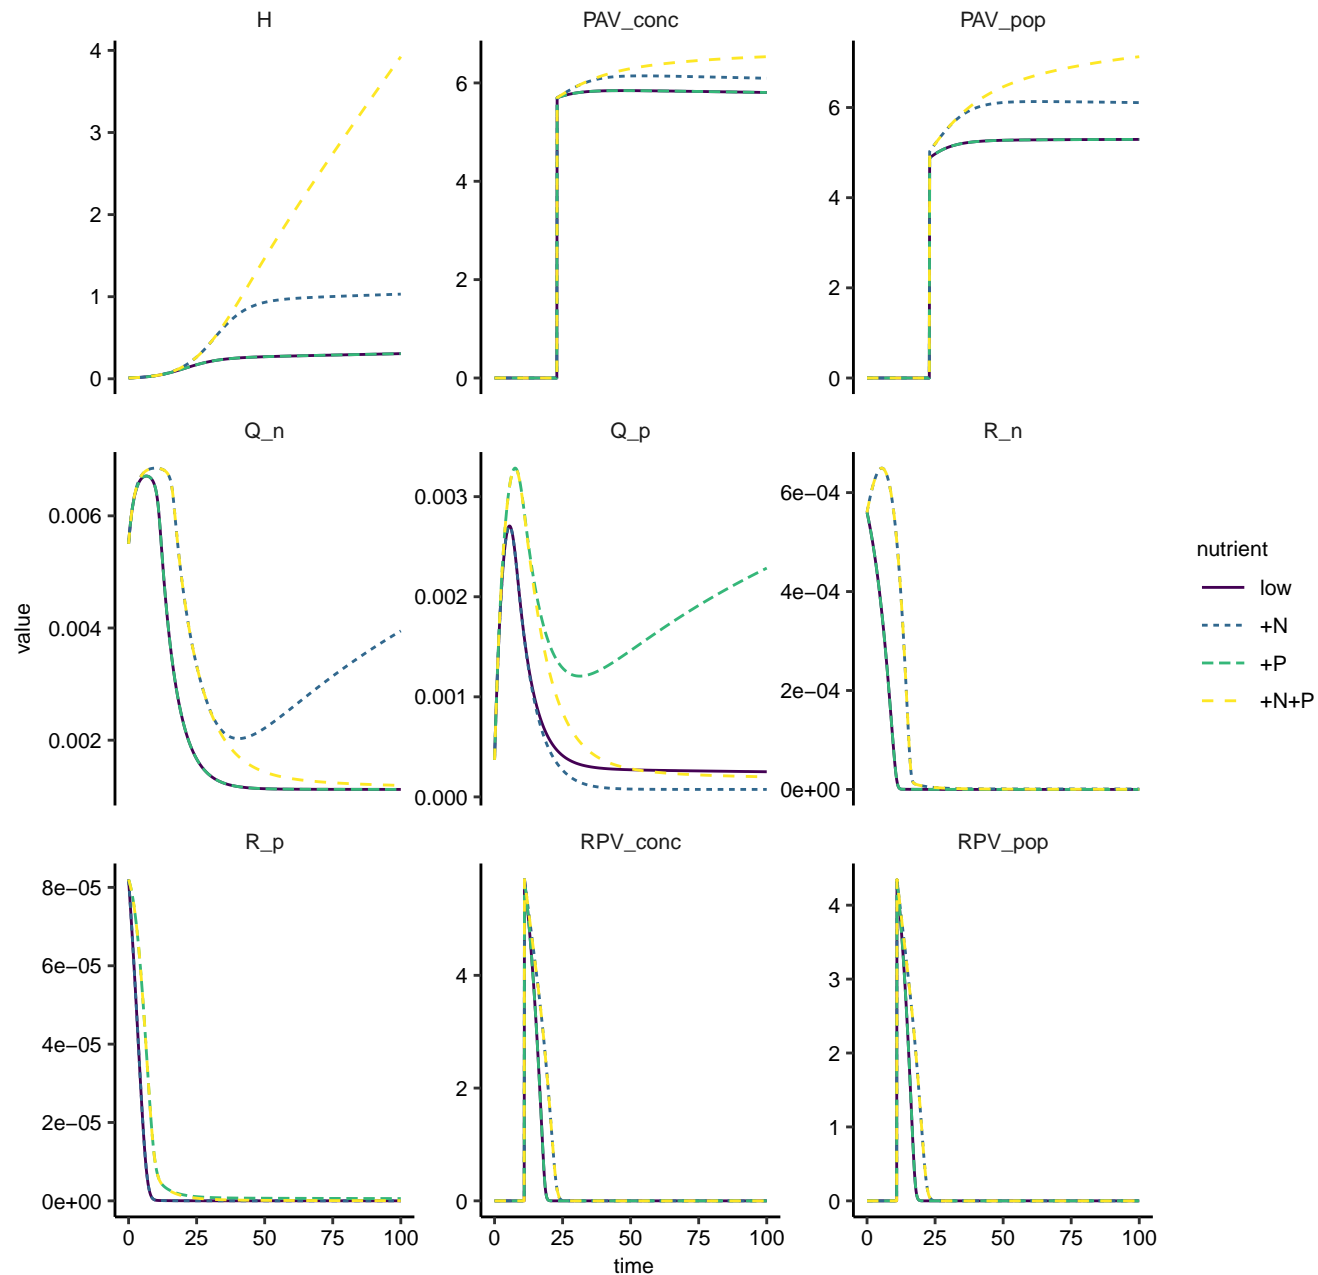 H PAV_conc PAV_pop
4
3
2
1
0
6
4
2
0
6
4
2
0
Q_n Q_p R_n
0.006
0.004
0.002
0.003
0.002
0.001
0.000
6e−04
4e−04
2e−04
0e+00
R_p RPV_conc RPV_pop
8e−05
6e−05
4e−05
2e−05
0e+00
4
2
0
4
3
2
1
0
0 25 50 75 100 0 25 50 75 100 0 25 50 75 100
time
value
nutrient
low
+N
+P
+N+P